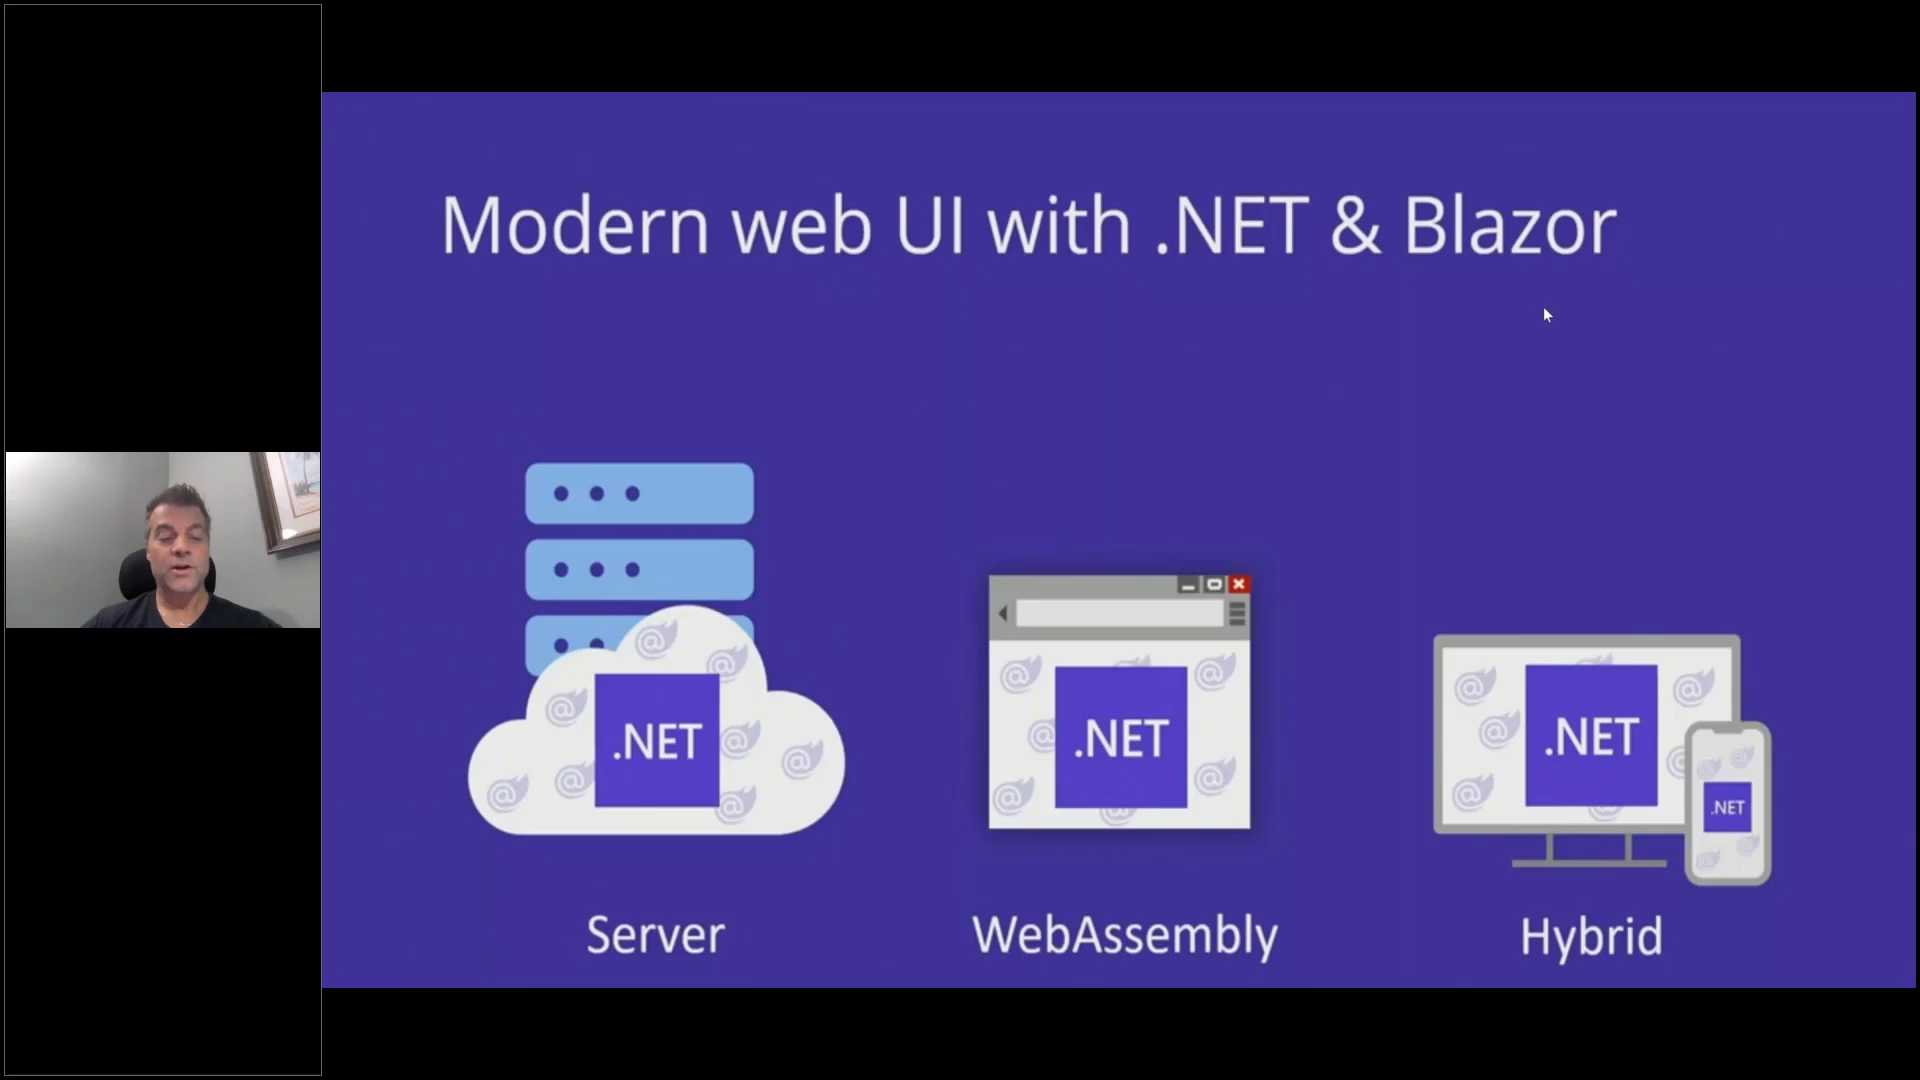 Modern web UI with .NET & Blazor
.NET
.NET
.NET
.NET
Server
WebAssembly
Hybrid